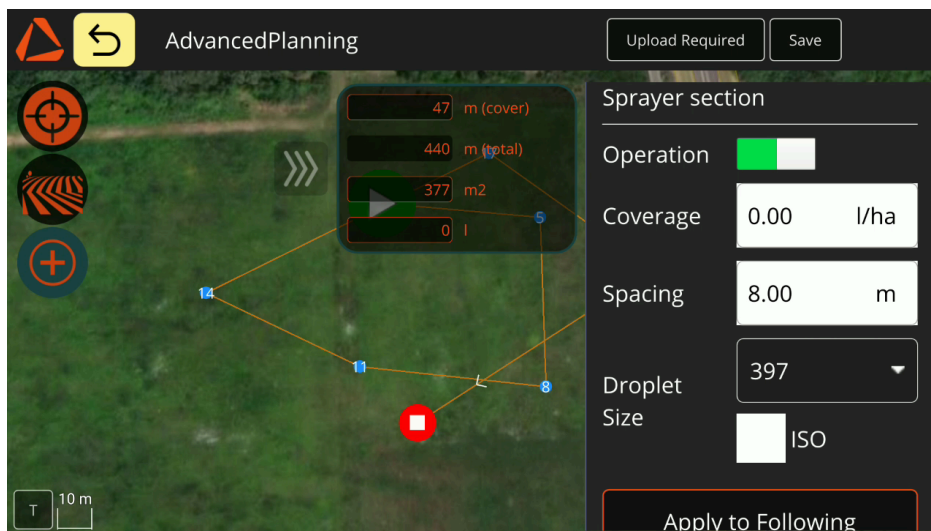 AdvancedPlanning
Upload Required
Save
47 m (cover)
440 m (total)
377 m2
0 l
5
14
11
8
10 m
T
Sprayer section
Operation
Coverage 0.00 l/ha
Spacing 8.00 m
Droplet Size 397
ISO
Apply to Following